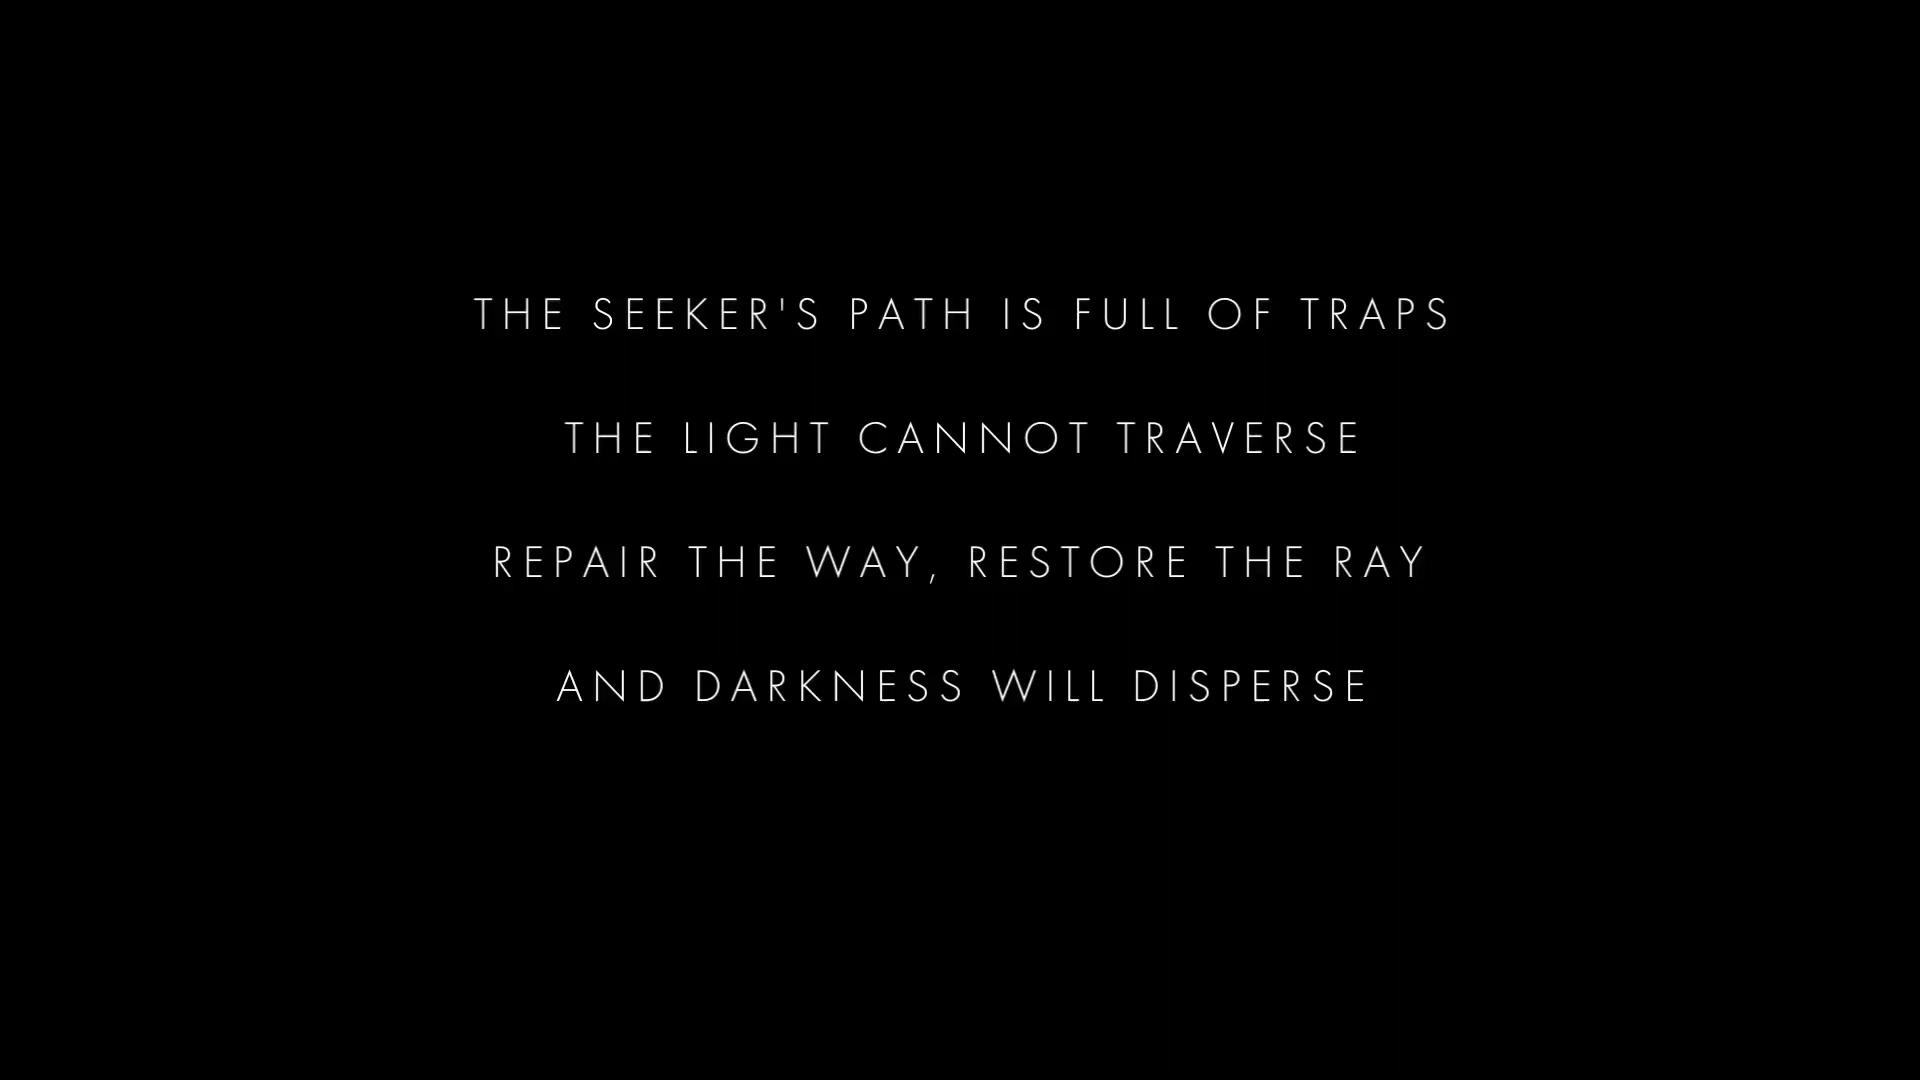 THE SEEKER'S PATH IS FULL OF TRAPS
THE LIGHT CANNOT TRAVERSE
REPAIR THE WAY, RESTORE THE RAY
AND DARKNESS WILL DISPERSE